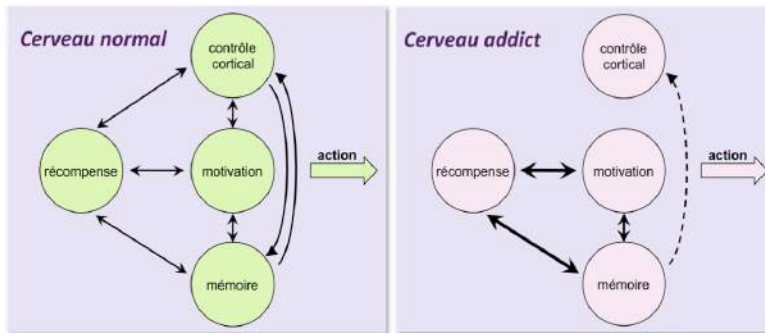 Cerveau normal
contrôle
cortical
récompense
motivation
action
mémoire
Cerveau addict
contrôle
cortical
récompense
motivation
action
mémoire